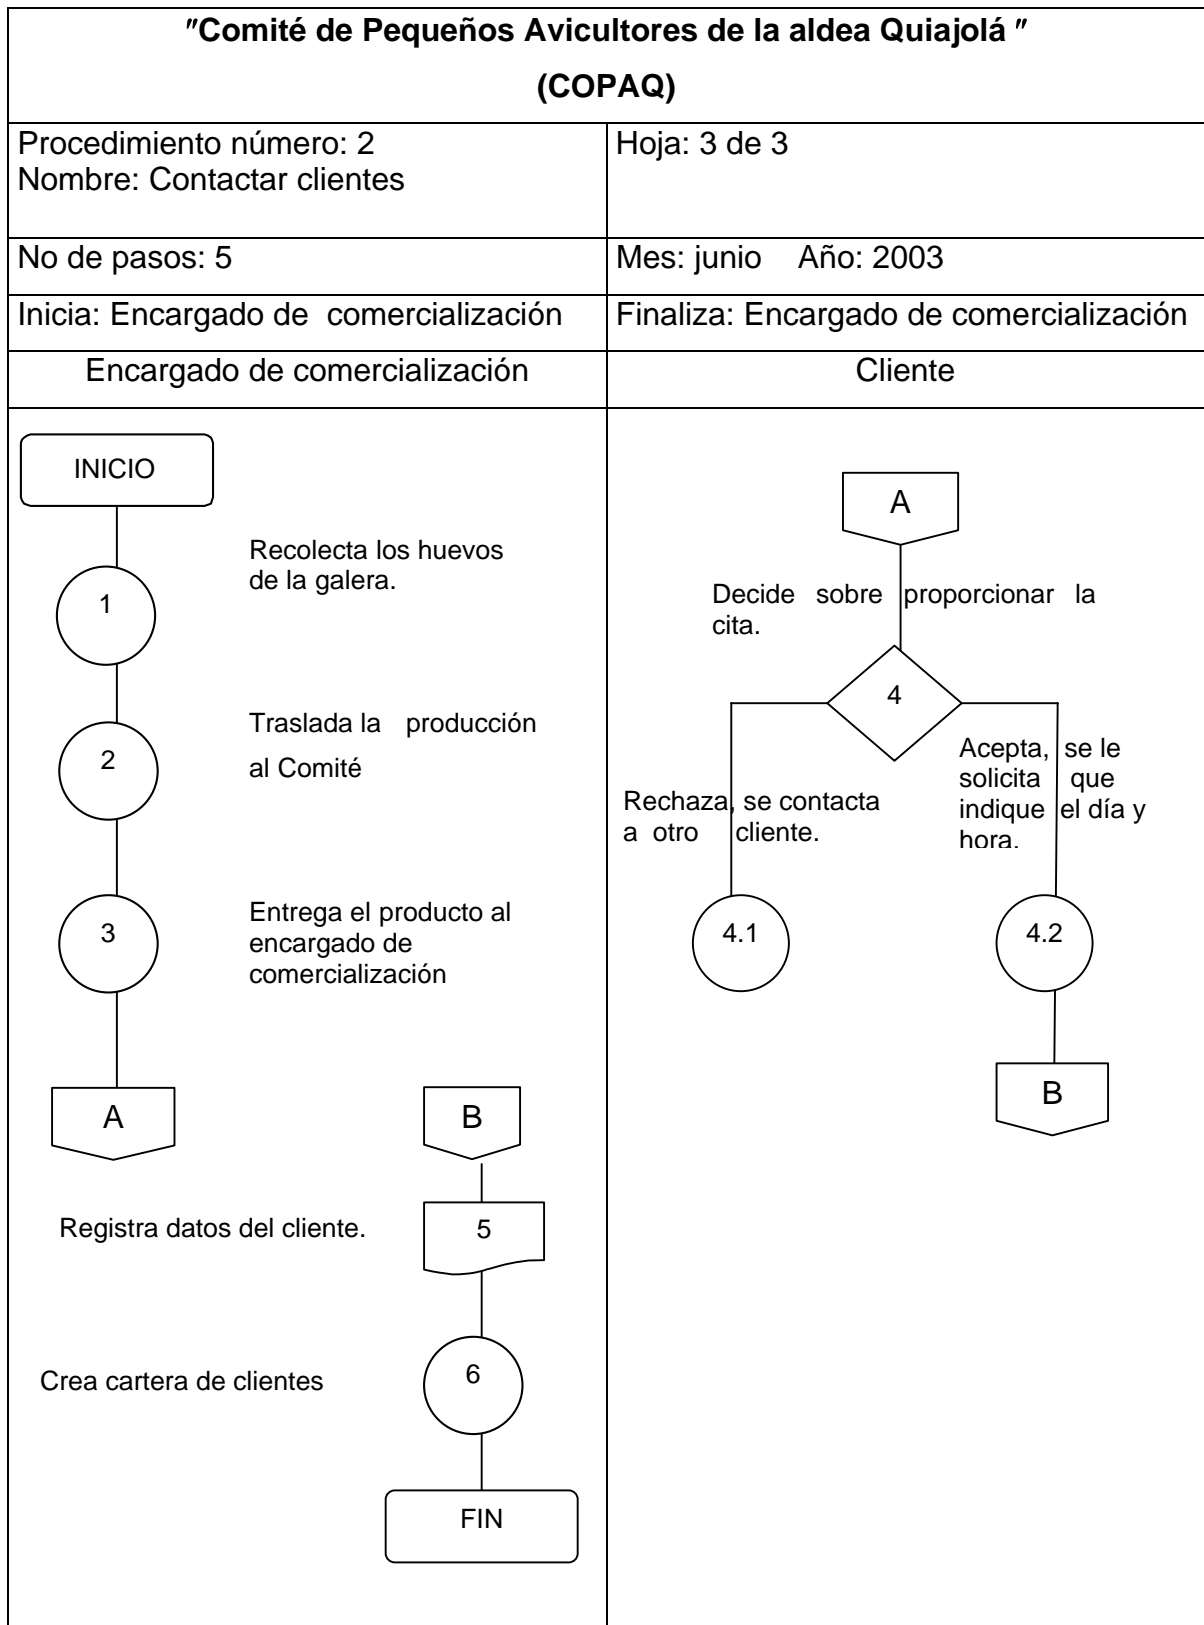 "Comité de Pequeños Avicultores de la aldea Quiajolá "
(COPAQ)
Procedimiento número: 2
Nombre: Contactar clientes
Hoja: 3 de 3
No de pasos: 5
Mes: junio Año: 2003
Inicia: Encargado de comercialización
Finaliza: Encargado de comercialización
Encargado de comercialización
Cliente
INICIO
1
Recolecta los huevos
de la galera.
2
Traslada la producción
al Comité
3
Entrega el producto al
encargado de
comercialización
A
B
Registra datos del cliente.
5
Crea cartera de clientes
6
FIN
A
Decide sobre proporcionar la
cita.
4
Rechaza, se contacta
a otro cliente.
Acepta, se le
solicita que
indique el día y
hora.
4.1
4.2
B